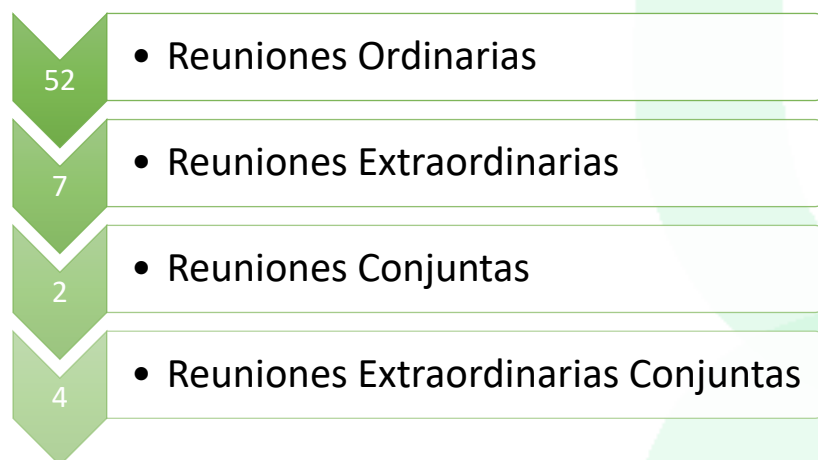 52
• Reuniones Ordinarias
7
• Reuniones Extraordinarias
2
• Reuniones Conjuntas
4
• Reuniones Extraordinarias Conjuntas